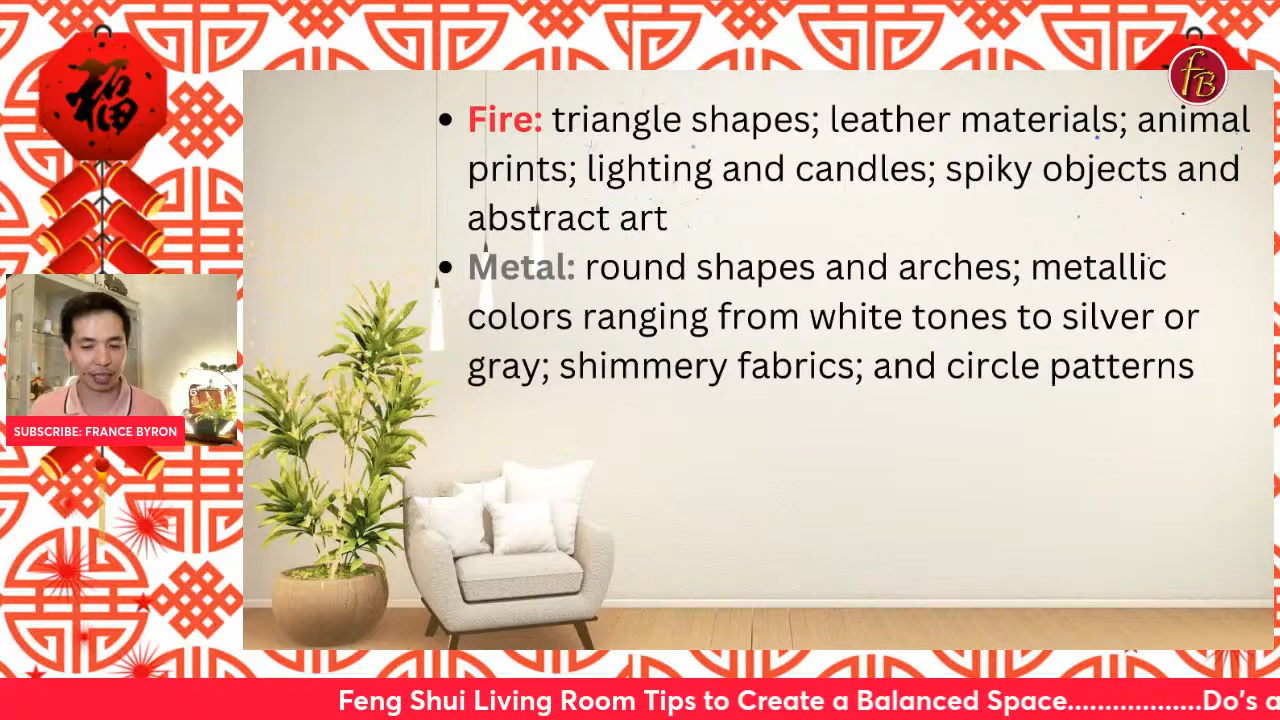 福
fB
• Fire: triangle shapes; leather materials; animal
prints; lighting and candles; spiky objects and
abstract art
• Metal: round shapes and arches; metallic
colors ranging from white tones to silver or
gray; shimmery fabrics; and circle patterns
SUBSCRIBE: FRANCE BYRON
Feng Shui Living Room Tips to Create a Balanced Space..................Do's a